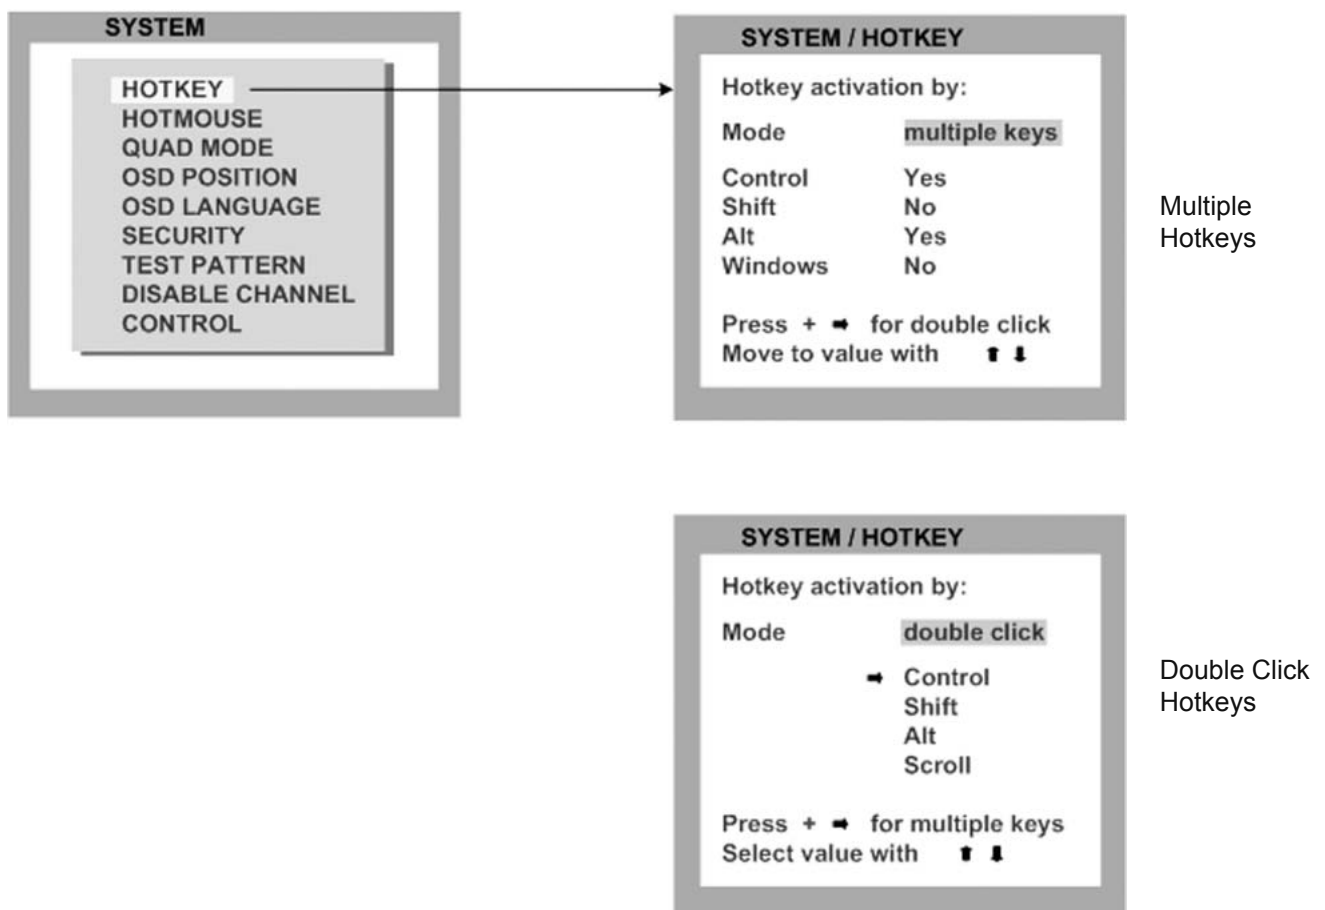 SYSTEM
HOTKEY
HOTMOUSE
QUAD MODE
OSD POSITION
OSD LANGUAGE
SECURITY
TEST PATTERN
DISABLE CHANNEL
CONTROL
SYSTEM / HOTKEY
Hotkey activation by:
Mode multiple keys
Control Yes
Shift No
Alt Yes
Windows No
Press + ➡ for double click
Move to value with ⬆ ⬇
Multiple
Hotkeys
SYSTEM / HOTKEY
Hotkey activation by:
Mode double click
➡ Control
Shift
Alt
Scroll
Press + ➡ for multiple keys
Select value with ⬆ ⬇
Double Click
Hotkeys